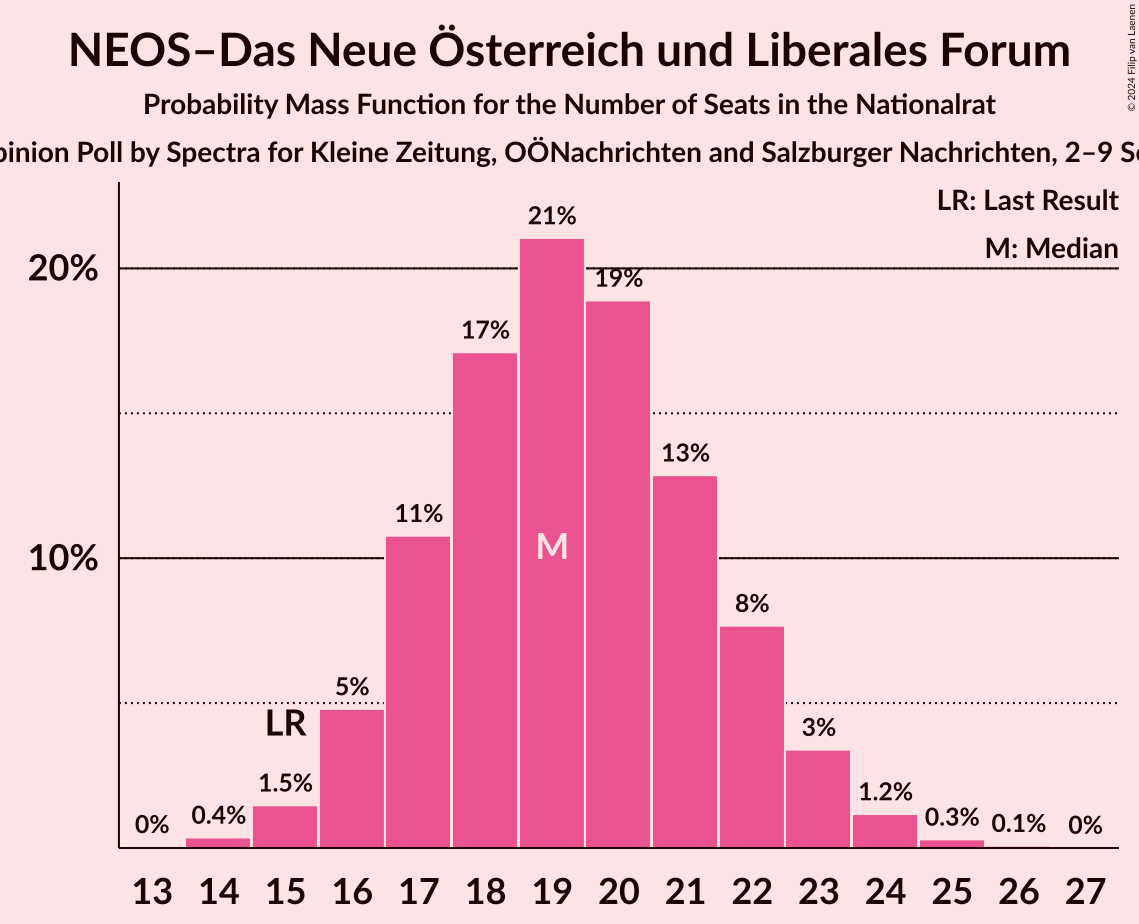 NEOS–Das Neue Österreich und Liberales Forum
Probability Mass Function for the Number of Seats in the Nationalrat
Poll by Spectra for Kleine Zeitung, OÖNachrichten and Salzburger Nachrichten, 2–9
© 2024 Filip van Laenen
LR: Last Result
M: Median
20%
10%
0%
0.4%
1.5%
LR
5%
11%
17%
21%
M
19%
13%
8%
3%
1.2%
0.3%
0.1%
0%
13 14 15 16 17 18 19 20 21 22 23 24 25 26 27